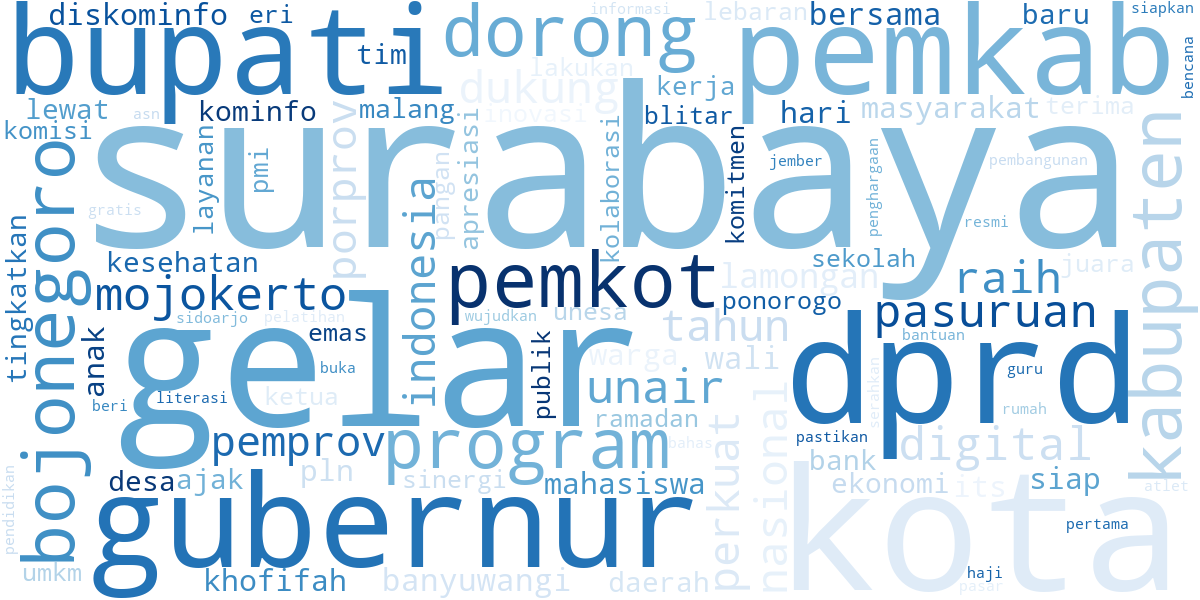 diskominfo
eri
informasi
lebaran
bersama
baru
siapkan
bupati
tim
dorong
pemkab
lakukan
dukung
kerja
bencana
lewat
asn
kominfo
malang
inovasi
blitar
hari
masyarakat
terima
komisi
surabaya
layanan
pmi
porprov
pangan
apresiasi
kolaborasi
komitmen
jember
penghargaan
pembangunan
kabupaten
bojonegoro
gratis
indonesia
resmi
tingkatkan
kesehatan
pemkot
sekolah
lamongan
raih
juara
mojokerto
ponorogo
pasuruan
sidoarjo
pelatihan
gelar
wujudkan
unesa
tahun
dprd
anak
emas
publik
warga
wali
bantuan
buka
guru
beri
literasi
ketua
unair
ramadan
nasional
serahkan
rumah
pemprov
program
bahas
perkuat
pastikan
digital
desa
ajak
pln
sinergi
mahasiswa
bank
ekonomi
its
siap
atlet
pendidikan
gubernur
kota
pertama
umkm
khofifah
banyuwangi
daerah
haji
pasar